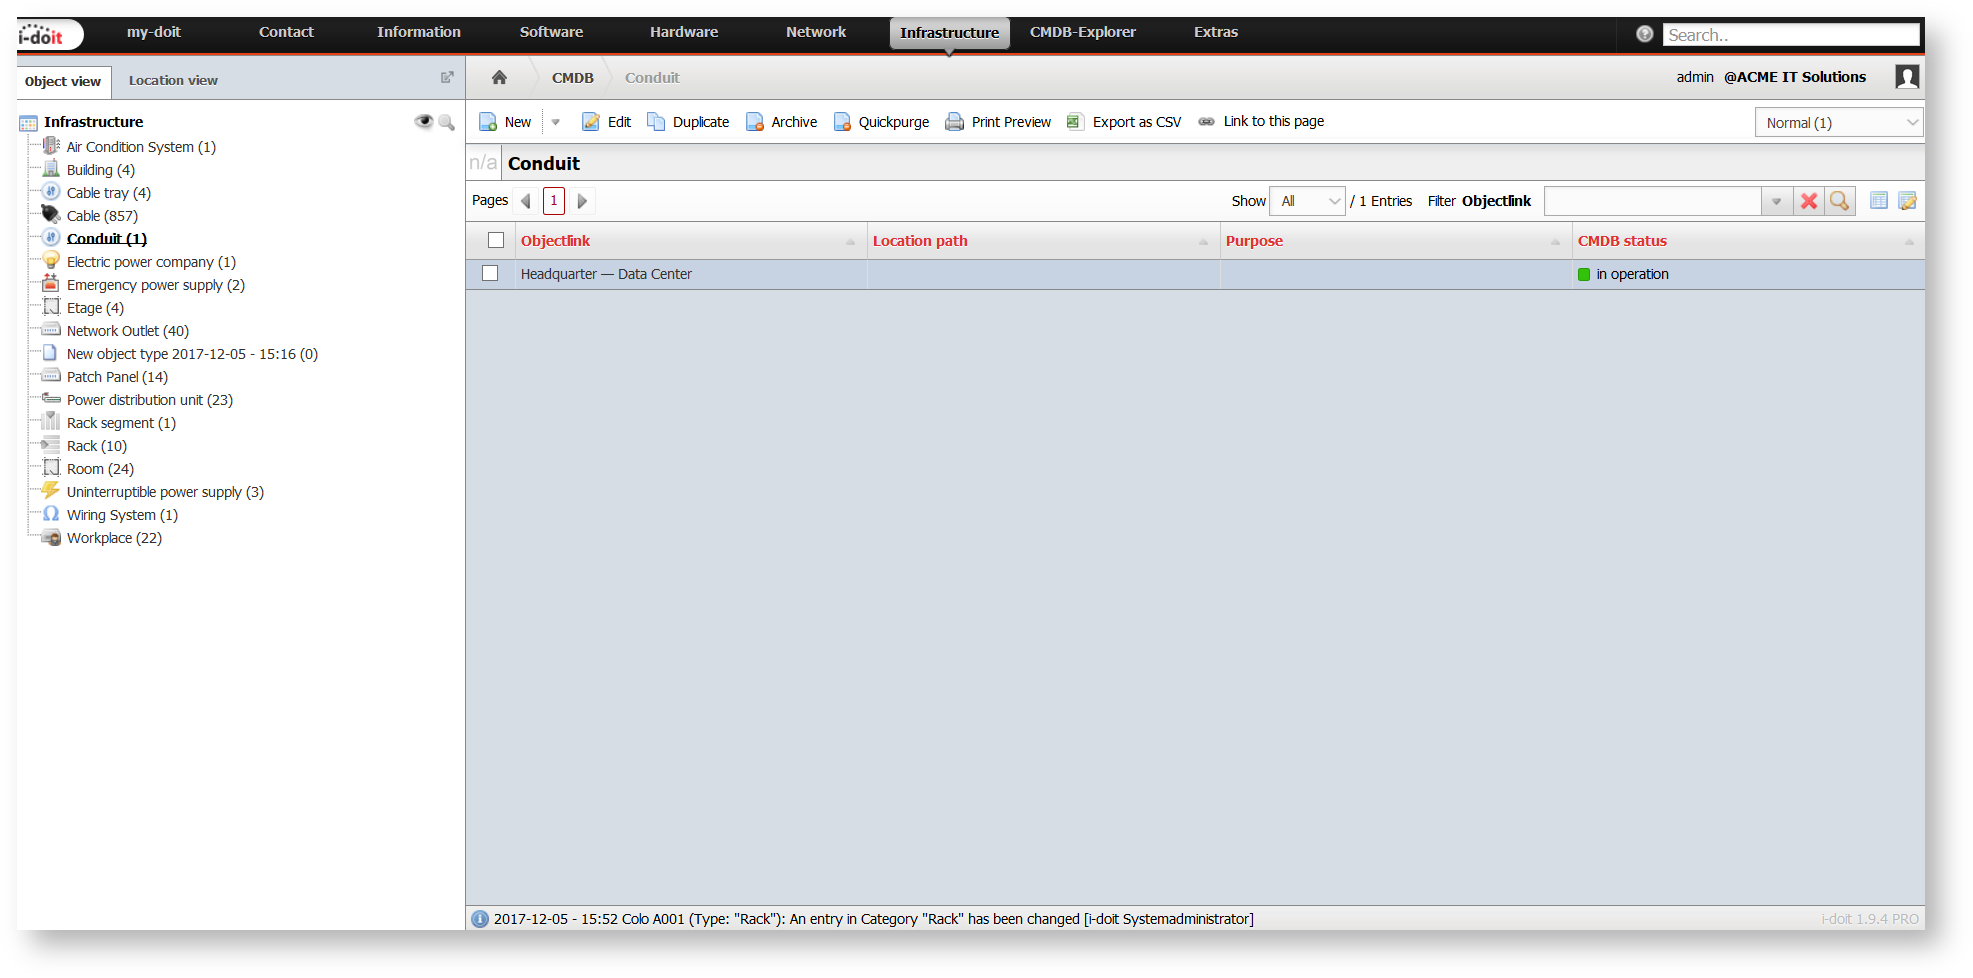 i-doit my-doit Contact Information Software Hardware Network Infrastructure CMDB-Explorer Extras ? Search..
Object view Location view
CMDB Conduit admin @ACME IT Solutions
New Edit Duplicate Archive Quickpurge Print Preview Export as CSV Link to this page Normal (1)
n/a Conduit
Pages 1 Show All / 1 Entries Filter Objectlink
Objectlink Location path Purpose CMDB status
Headquarter — Data Center in operation
Infrastructure
Air Condition System (1)
Building (4)
Cable tray (4)
Cable (857)
Conduit (1)
Electric power company (1)
Emergency power supply (2)
Etage (4)
Network Outlet (40)
New object type 2017-12-05 - 15:16 (0)
Patch Panel (14)
Power distribution unit (23)
Rack segment (1)
Rack (10)
Room (24)
Uninterruptible power supply (3)
Wiring System (1)
Workplace (22)
2017-12-05 - 15:52 Colo A001 (Type: "Rack"): An entry in Category "Rack" has been changed [i-doit Systemadministrator] i-doit 1.9.4 PRO